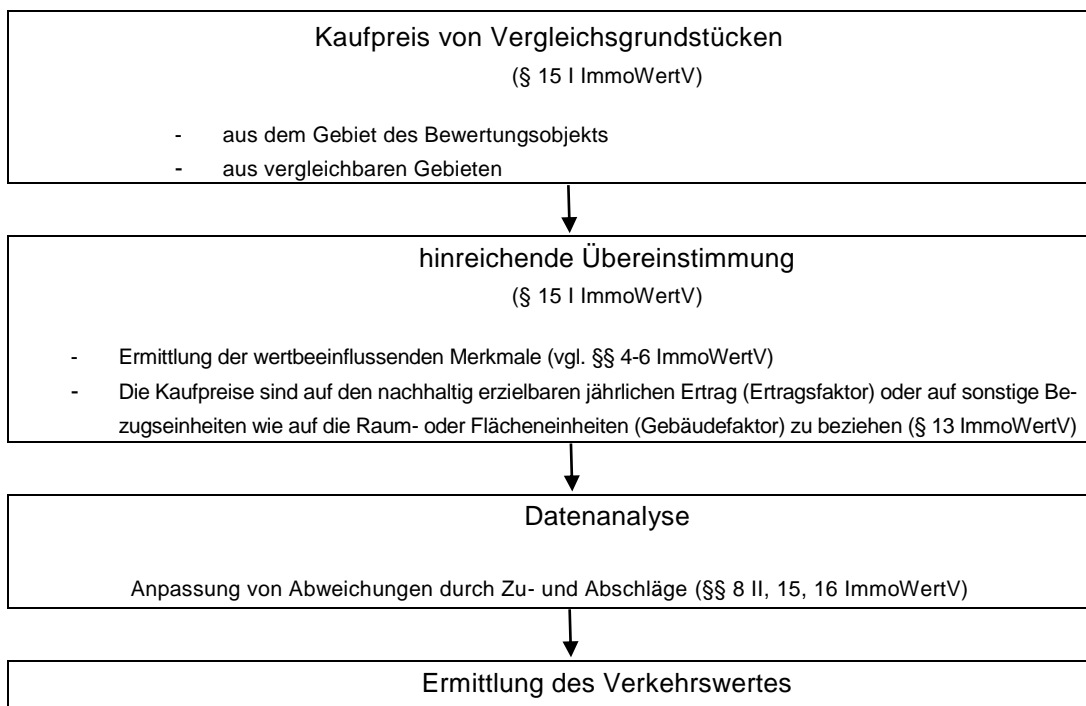 Kaufpreis von Vergleichsgrundstücken
(§ 15 I ImmoWertV)
- aus dem Gebiet des Bewertungsobjekts
- aus vergleichbaren Gebieten
hinreichende Übereinstimmung
(§ 15 I ImmoWertV)
- Ermittlung der wertbeeinflussenden Merkmale (vgl. §§ 4-6 ImmoWertV)
- Die Kaufpreise sind auf den nachhaltig erzielbaren jährlichen Ertrag (Ertragsfaktor) oder auf sonstige Be-
zugseinheiten wie auf die Raum- oder Flächeneinheiten (Gebäudefaktor) zu beziehen (§ 13 ImmoWertV)
Datenanalyse
Anpassung von Abweichungen durch Zu- und Abschläge (§§ 8 II, 15, 16 ImmoWertV)
Ermittlung des Verkehrswertes